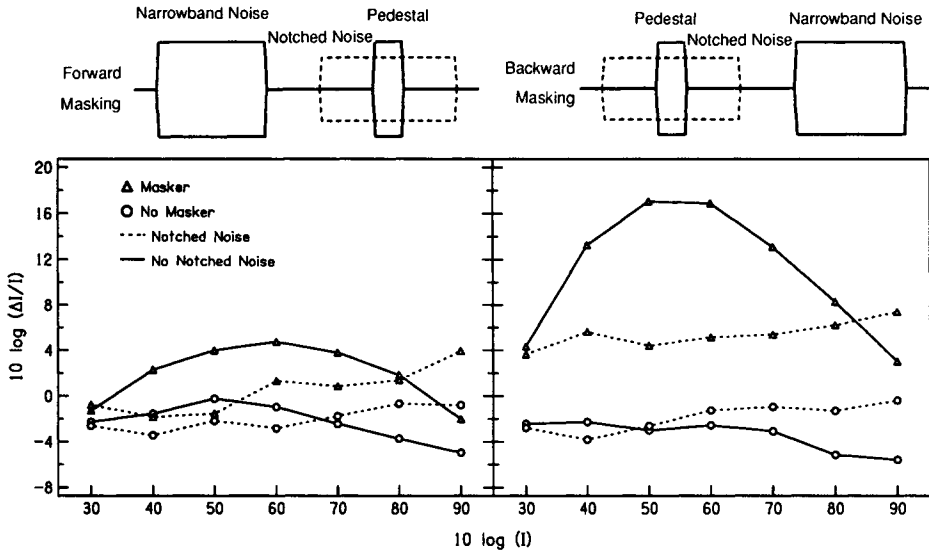 Narrowband Noise
Pedestal
Notched Noise
Forward
Masking
Pedestal
Narrowband Noise
Notched Noise
Backward
Masking
20
16
12
8
4
0
-4
-8
10 log (ΔI/I)
Masker
No Masker
Notched Noise
No Notched Noise
30 40 50 60 70 80 90
30 40 50 60 70 80 90
10 log (I)